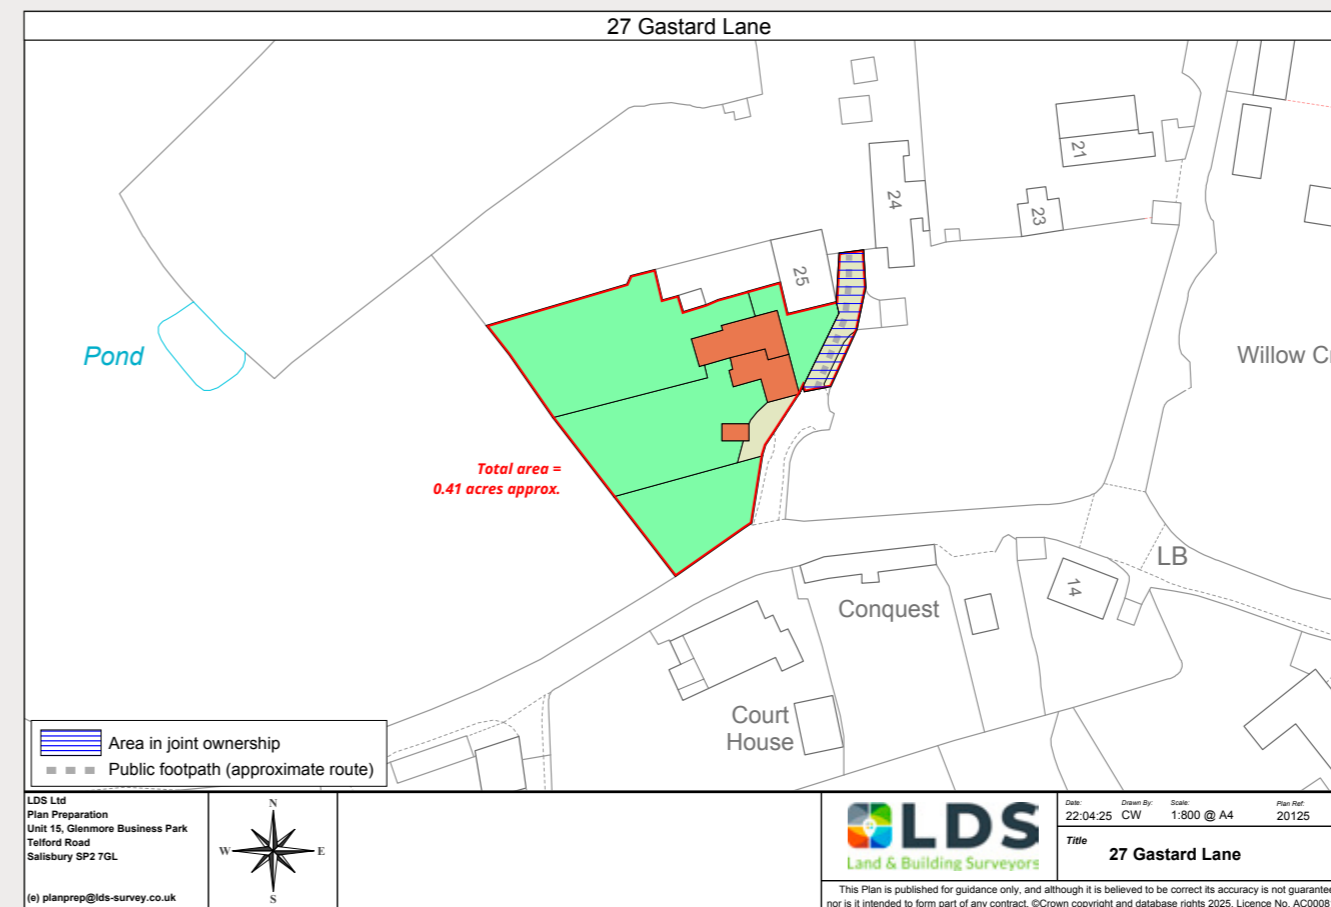 27 Gastard Lane
21
24
23
25
Pond
Willow
Total area =
0.41 acres approx.
LB
14
Conquest
Court
House
Area in joint ownership
Public footpath (approximate route)
LDS Ltd
Plan Preparation
Unit 15, Glenmore Business Park
Telford Road
Salisbury SP2 7GL
(e) planprep@lds-survey.co.uk
N
W E
S
LDS
Land & Building Surveyors
Date: Drawn By: Scale: Plan Ref:
22:04:25 CW 1:800 @ A4 20125
Title
27 Gastard Lane
This Plan is published for guidance only, and although it is believed to be correct its accuracy is not guarantee
nor is it intended to form part of any contract. ©Crown copyright and database rights 2025. Licence No. AC0008